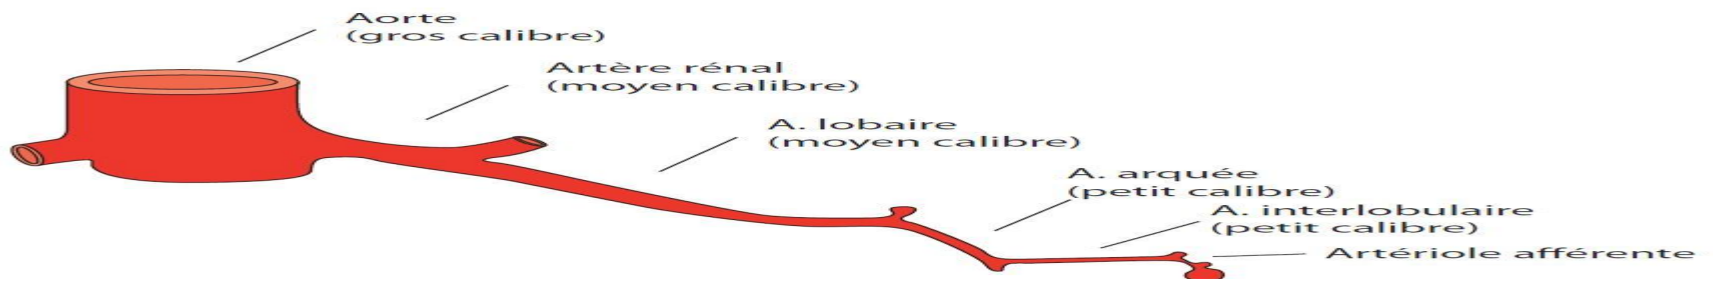 Aorte
(gros calibre)
Artère rénal
(moyen calibre)
A. lobaire
(moyen calibre)
A. arquée
(petit calibre)
A. interlobulaire
(petit calibre)
Artériole afférente